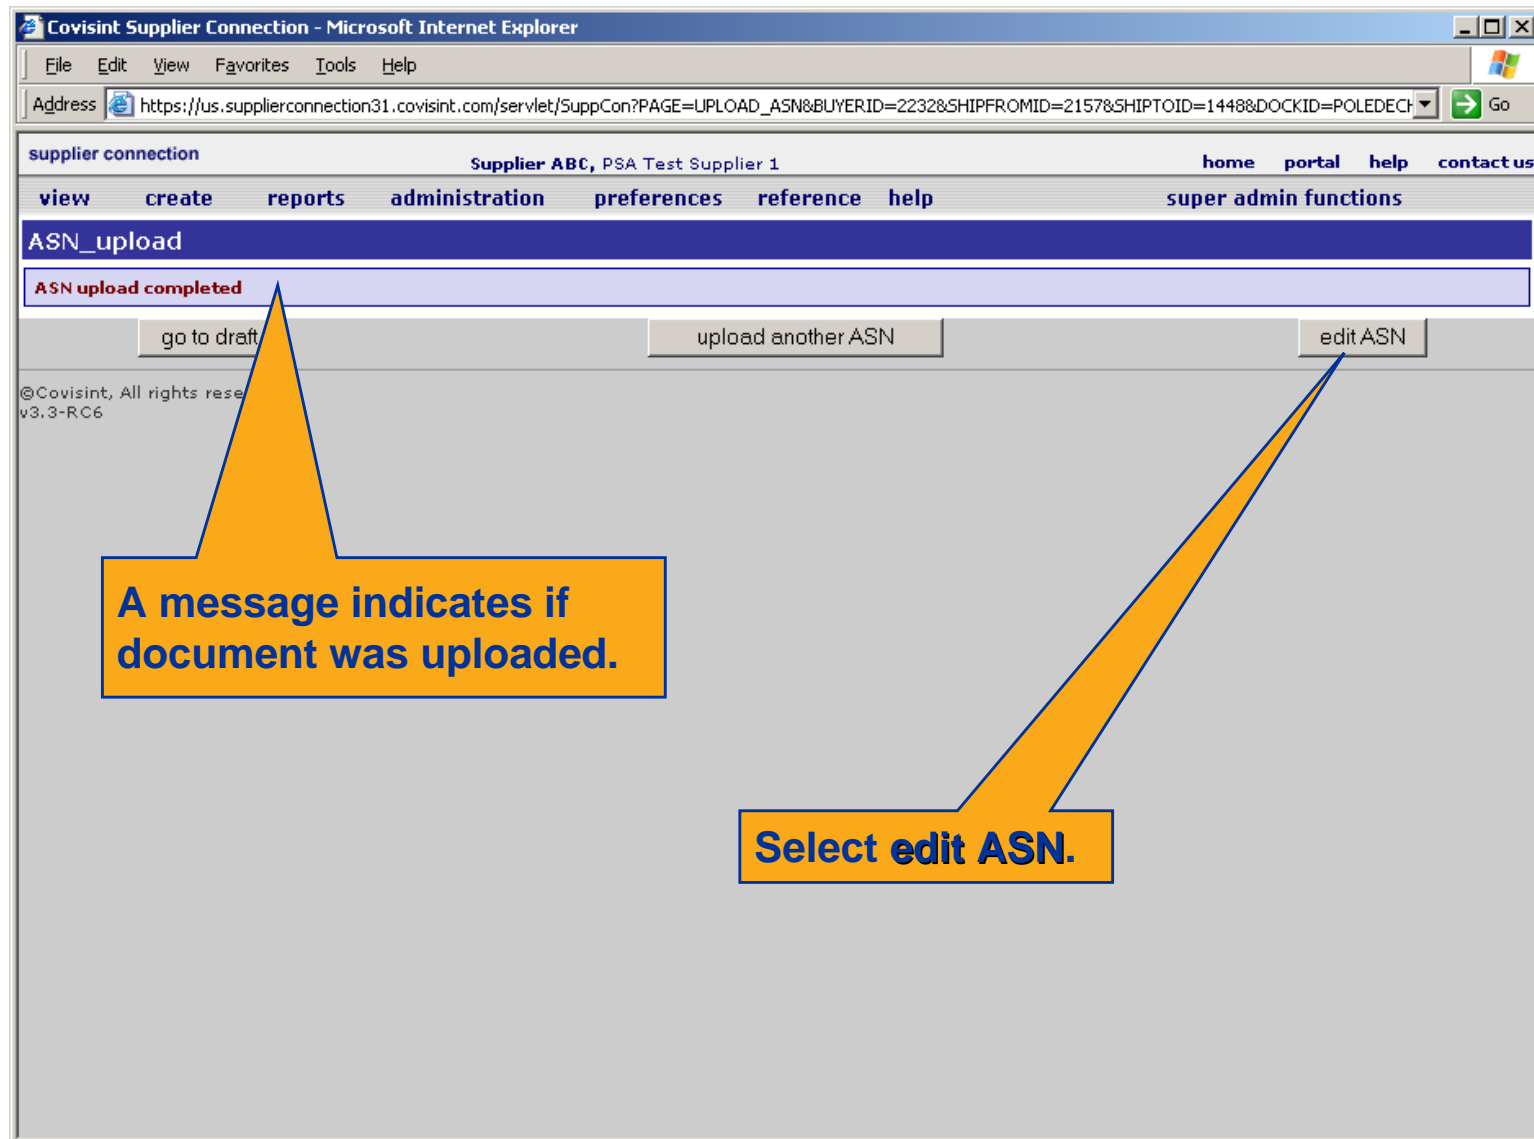 Covisint Supplier Connection - Microsoft Internet Explorer
File Edit View Favorites Tools Help
Address https://us.supplierconnection31.covisint.com/servlet/SuppCon?PAGE=UPLOAD_ASN&BUYERID=2232&SHIPFROMID=2157&SHIPTOID=1448&DOCKID=POLEDECH Go
supplier connection Supplier ABC, PSA Test Supplier 1 home portal help contact us
view create reports administration preferences reference help super admin functions
ASN_upload
ASN upload completed
go to draft upload another ASN edit ASN
©Covisint, All rights rese
v3.3-RC6
A message indicates if
document was uploaded.
Select edit ASN.